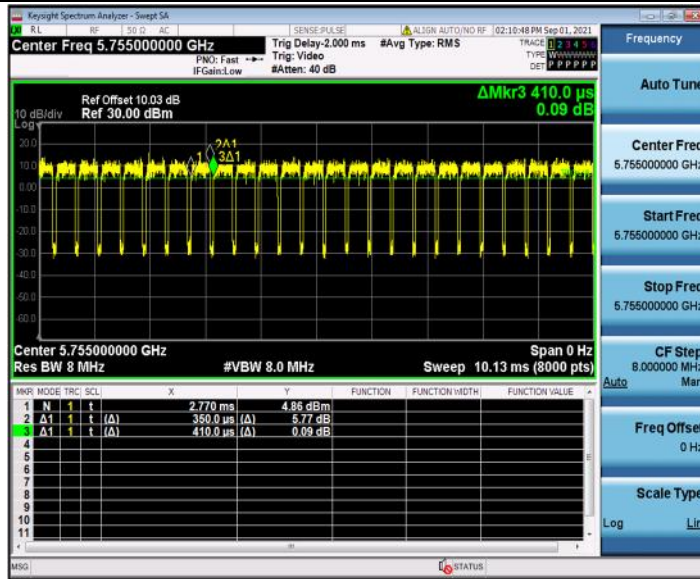 Keysight Spectrum Analyzer - Swept SA
RL RF 50 Ω AC SENSE:PULSE ALIGN AUTO/NO RF 02:10:48 PM Sep 01, 2021
Center Freq 5.755000000 GHz
PNO: Fast
IFGain:Low
Trig Delay-2.000 ms
Trig: Video
#Atten: 40 dB
#Avg Type: RMS
TRACE 1 2 3 4 5 6
TYPE
DET P P P P P P
Frequency
Auto Tune
Center Freq
5.755000000 GHz
Start Freq
5.755000000 GHz
Stop Freq
5.755000000 GHz
CF Step
8.000000 MHz
Auto Man
Freq Offset
0 Hz
Scale Type
Log Lin
ΔMkr3 410.0 µs
0.09 dB
Ref Offset 10.03 dB
10 dB/div Ref 30.00 dBm
Log
20.0
10.0
0.00
-10.0
-20.0
-30.0
-40.0
-50.0
-60.0
1
2Δ1
3Δ1
Center 5.755000000 GHz Span 0 Hz
Res BW 8 MHz #VBW 8.0 MHz Sweep 10.13 ms (8000 pts)
MKR MODE TRC SCL X Y FUNCTION FUNCTION WIDTH FUNCTION VALUE
1 N 1 t 2.770 ms 4.86 dBm
2 Δ1 1 t (Δ) 350.0 µs (Δ) 5.77 dB
3 Δ1 1 t (Δ) 410.0 µs (Δ) 0.09 dB
4
5
6
7
8
9
10
11
MSG STATUS